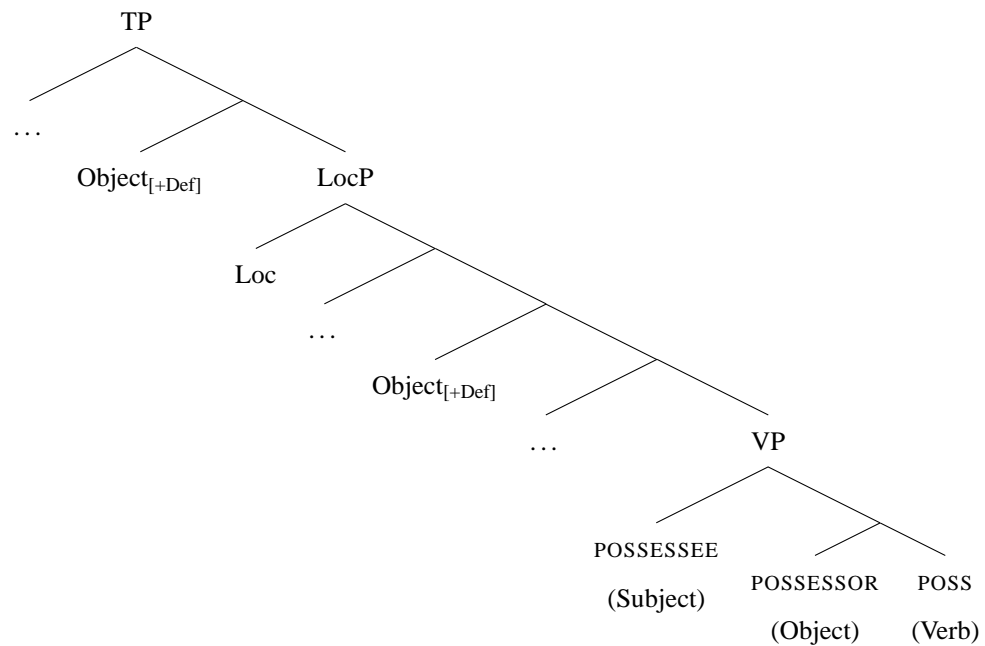 TP
. . .
Object[+Def]
LocP
Loc
. . .
Object[+Def]
. . .
VP
POSSESSEE
(Subject)
POSSESSOR
(Object)
POSS
(Verb)